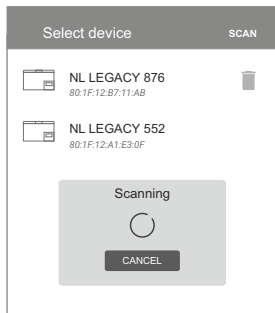 Select device
SCAN
NL LEGACY 876
80:1F:12:B7:11:AB
NL LEGACY 552
80:1F:12:A1:E3:0F
Scanning
CANCEL